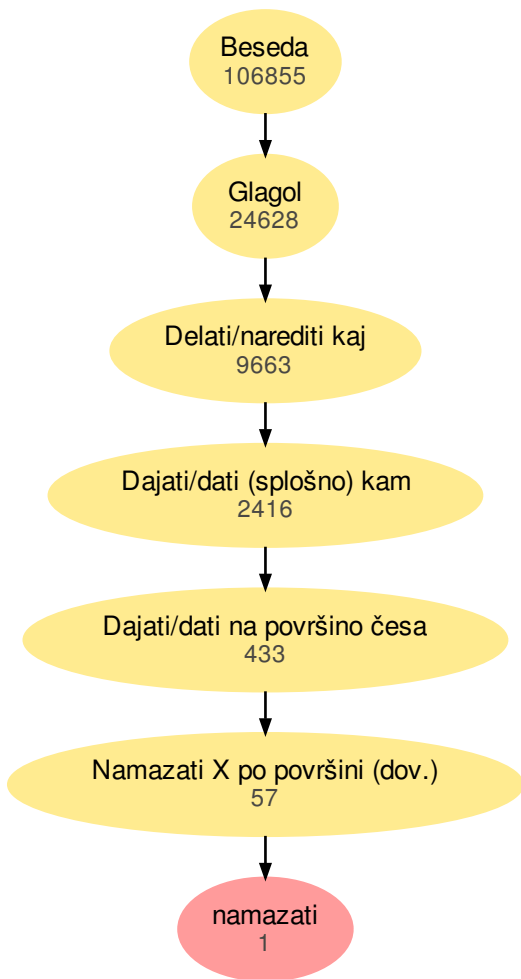 Beseda
106855
Glagol
24628
Delati/narediti kaj
9663
Dajati/dati (splošno) kam
2416
Dajati/dati na površino česa
433
Namazati X po površini (dov.)
57
namazati
1